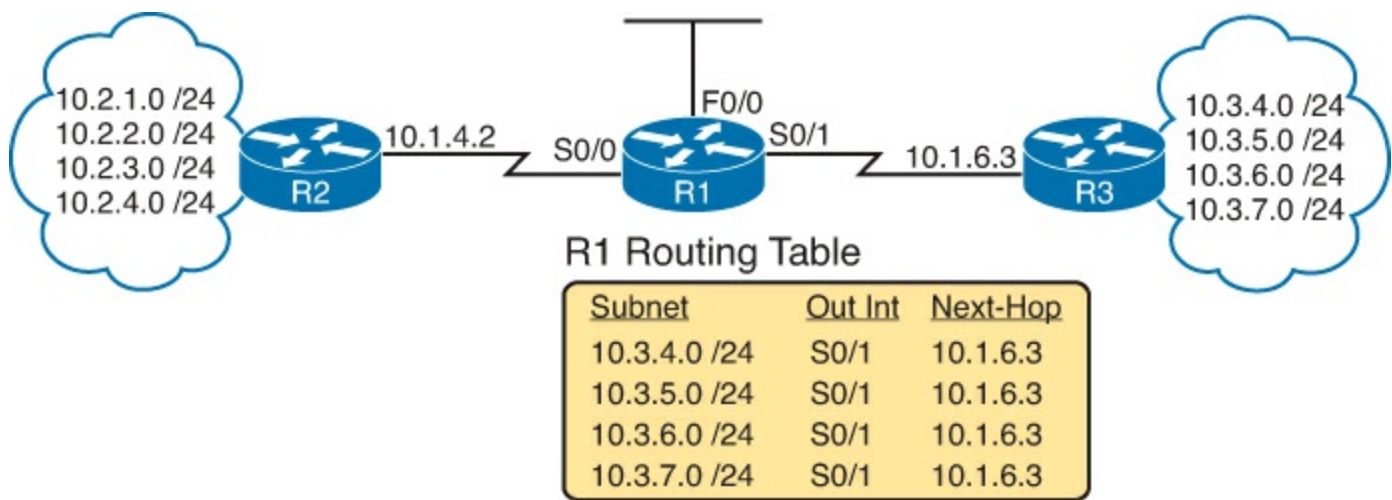 10.2.1.0 /24
10.2.2.0 /24
10.2.3.0 /24
10.2.4.0 /24
R2
10.1.4.2
S0/0
F0/0
R1
S0/1
10.1.6.3
R3
10.3.4.0 /24
10.3.5.0 /24
10.3.6.0 /24
10.3.7.0 /24
R1 Routing Table
Subnet Out Int Next-Hop
10.3.4.0 /24 S0/1 10.1.6.3
10.3.5.0 /24 S0/1 10.1.6.3
10.3.6.0 /24 S0/1 10.1.6.3
10.3.7.0 /24 S0/1 10.1.6.3